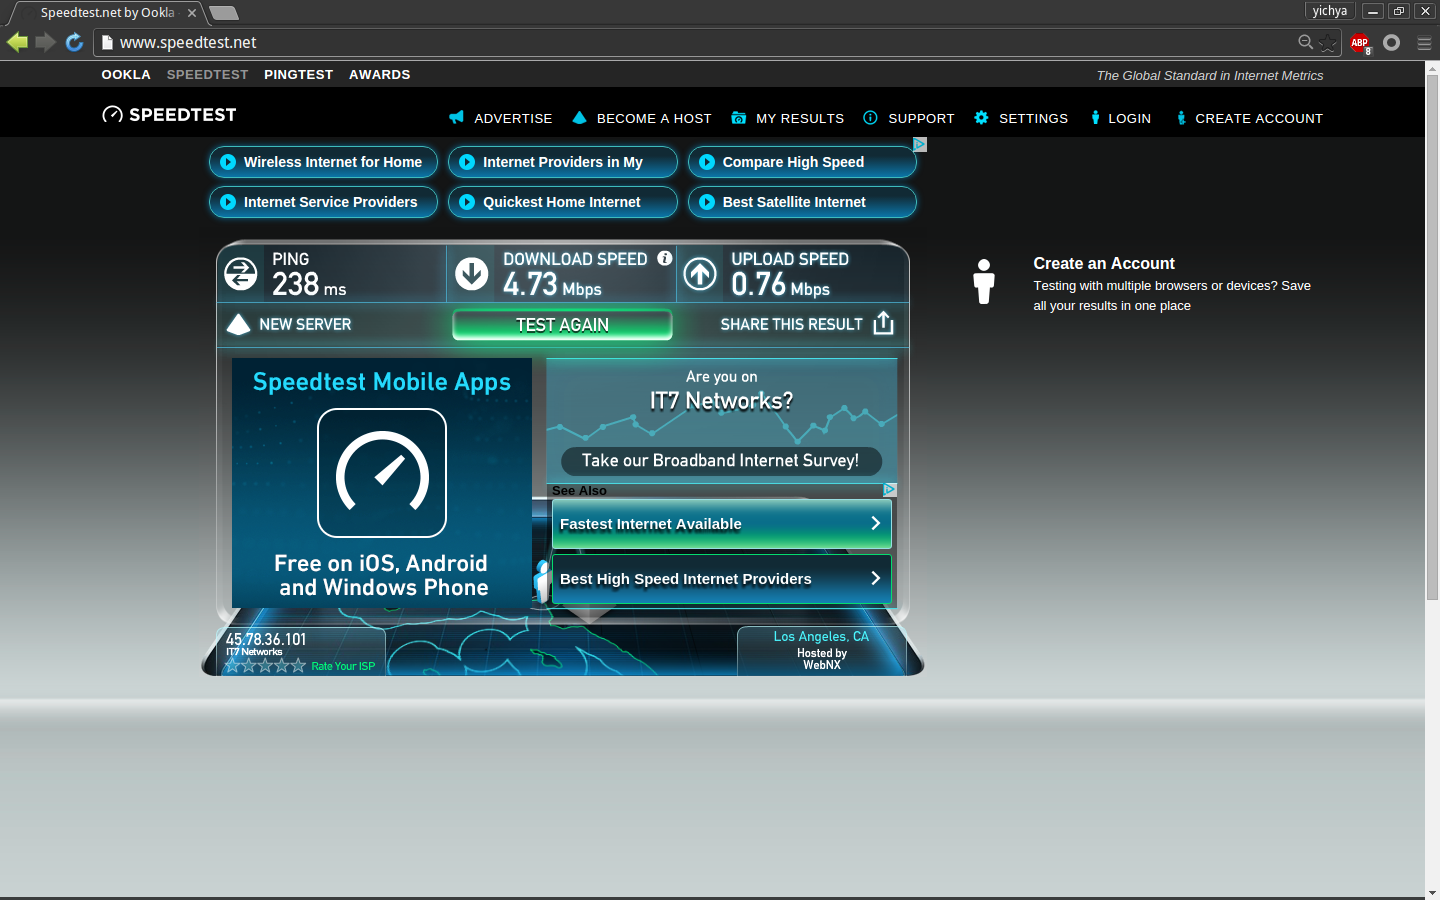 Speedtest.net by Ookla
yichya
www.speedtest.net
ABP
8
OOKLA SPEEDTEST PINGTEST AWARDS
The Global Standard in Internet Metrics
SPEEDTEST
ADVERTISE BECOME A HOST MY RESULTS SUPPORT SETTINGS LOGIN CREATE ACCOUNT
Wireless Internet for Home
Internet Providers in My
Compare High Speed
Internet Service Providers
Quickest Home Internet
Best Satellite Internet
PING
238 ms
DOWNLOAD SPEED
4.73 Mbps
UPLOAD SPEED
0.76 Mbps
NEW SERVER
TEST AGAIN
SHARE THIS RESULT
Create an Account
Testing with multiple browsers or devices? Save
all your results in one place
Speedtest Mobile Apps
Free on iOS, Android
and Windows Phone
Are you on
IT7 Networks?
Take our Broadband Internet Survey!
See Also
Fastest Internet Available
Best High Speed Internet Providers
45.78.36.101
IT7 Networks
Rate Your ISP
Los Angeles, CA
Hosted by
WebNX